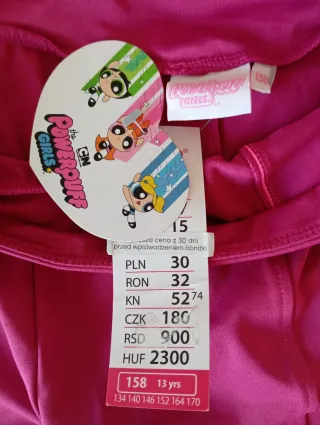 POWERPUFF
GIRLS
158
the
POWERPUFF
GIRLS
CN
15
cena z 30 dni
przed wprowadzeniem obniżki
PLN 30
RON 32
KN 52 74
CZK 180
RSD 900
HUF 2300
158 13 yrs
134 140 146 152 164 170